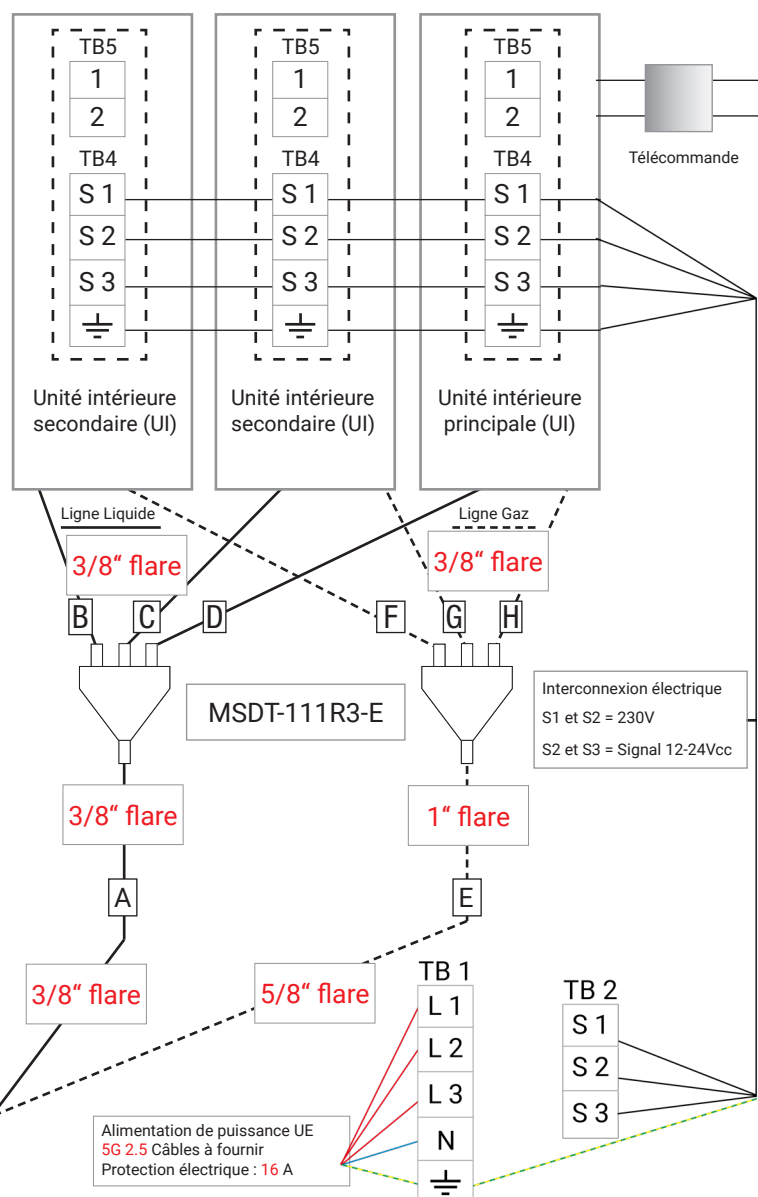 TB5 TB5 TB5
1 1 1
2 2 2
Télécommande
TB4 TB4 TB4
S 1 S 1 S 1
S 2 S 2 S 2
S 3 S 3 S 3
Unité intérieure
secondaire (UI)
Unité intérieure
secondaire (UI)
Unité intérieure
principale (UI)
Ligne Liquide
Ligne Gaz
3/8“ flare
3/8“ flare
B C D F G H
MSDT-111R3-E
Interconnexion électrique
S1 et S2 = 230V
S2 et S3 = Signal 12-24Vcc
3/8“ flare
1“ flare
A
E
3/8“ flare
5/8“ flare
TB 1
L 1
L 2
L 3
N
TB 2
S 1
S 2
S 3
Alimentation de puissance UE
5G 2.5 Câbles à fournir
Protection électrique : 16 A